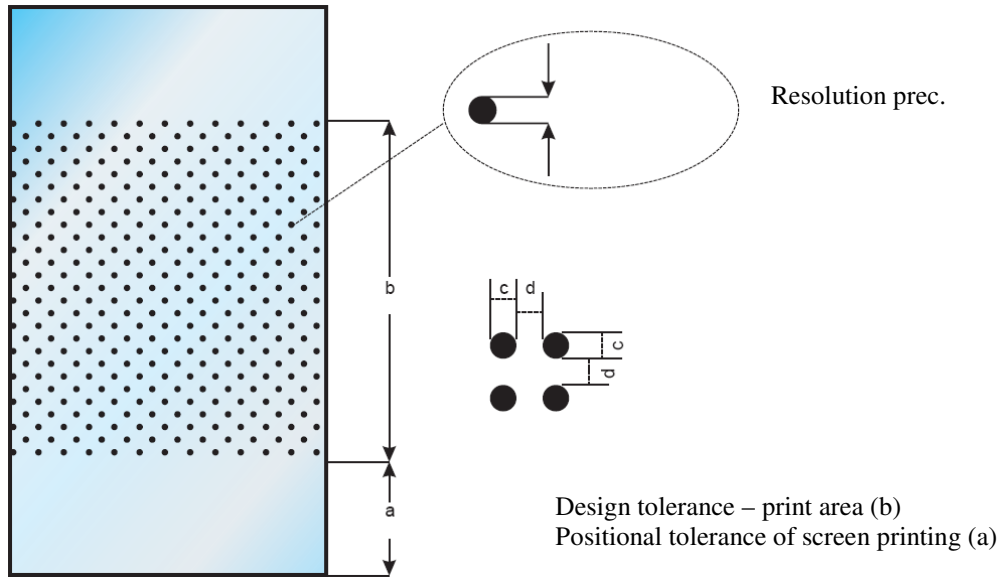 Resolution prec.
b
c d
c
d
a
Design tolerance – print area (b)
Positional tolerance of screen printing (a)